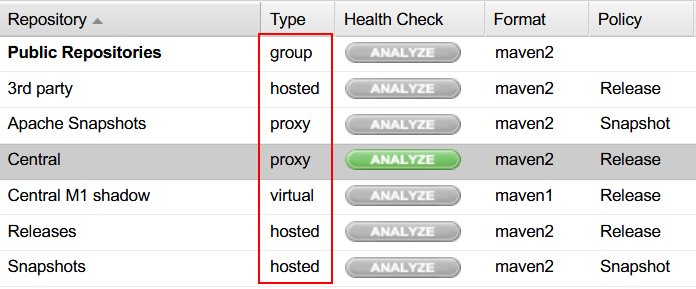 Repository Type Health Check Format Policy
Public Repositories group ANALYZE maven2
3rd party hosted ANALYZE maven2 Release
Apache Snapshots proxy ANALYZE maven2 Snapshot
Central proxy ANALYZE maven2 Release
Central M1 shadow virtual ANALYZE maven1 Release
Releases hosted ANALYZE maven2 Release
Snapshots hosted ANALYZE maven2 Snapshot